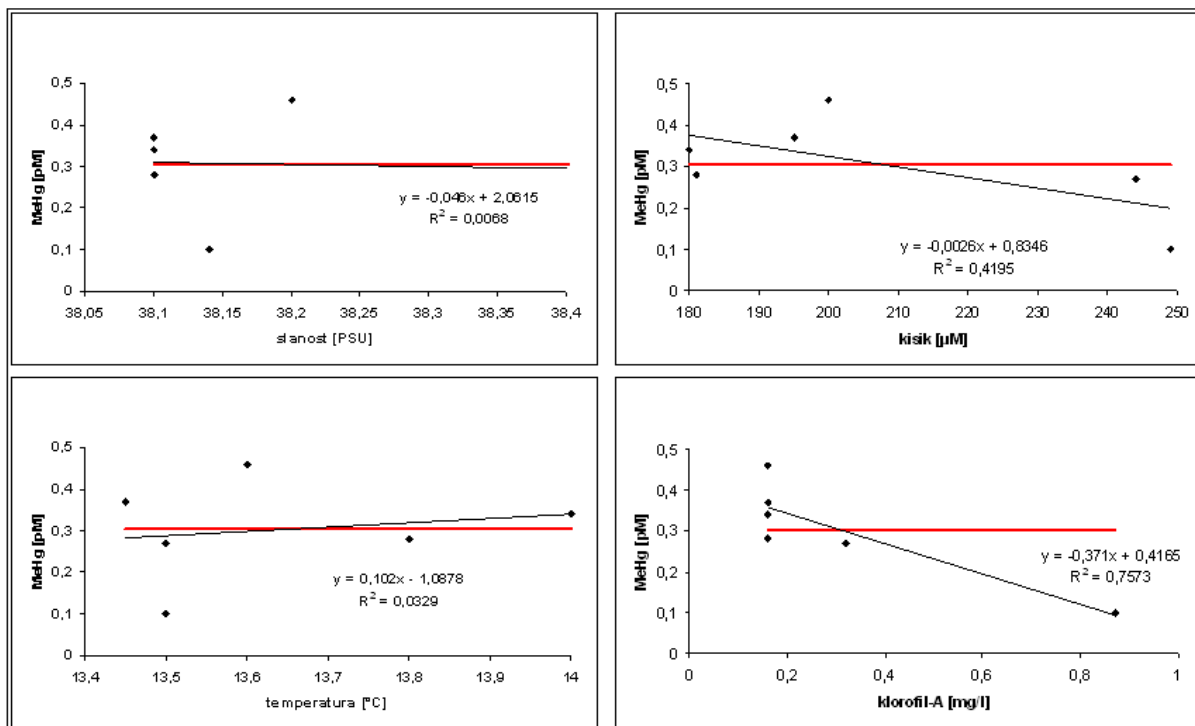 0,5
0,4
0,3
0,2
0,1
0
MeHg [pM]
y = -0,046x + 2,0615
R² = 0,0068
38,05 38,1 38,15 38,2 38,25 38,3 38,35 38,4
slanost [PSU]
0,5
0,4
0,3
0,2
0,1
0
MeHg [pM]
y = -0,0026x + 0,8346
R² = 0,4195
180 190 200 210 220 230 240 250
kisik [µM]
0,5
0,4
0,3
0,2
0,1
0
MeHg [pM]
y = 0,102x - 1,0878
R² = 0,0329
13,4 13,5 13,6 13,7 13,8 13,9 14
temperatura [°C]
0,5
0,4
0,3
0,2
0,1
0
MeHg [pM]
y = -0,371x + 0,4165
R² = 0,7573
0 0,2 0,4 0,6 0,8 1
klorofil-A [mg/l]